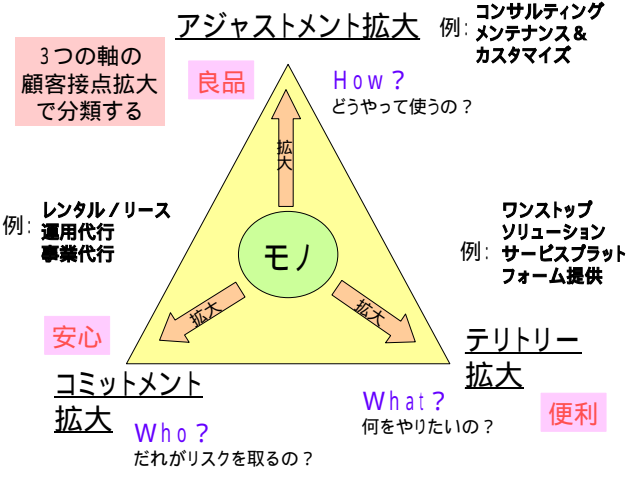 アジャストメント拡大
例:
コンサルティング
メンテナンス＆
カスタマイズ
3つの軸の
顧客接点拡大
で分類する
良品
How？
どうやって使うの？
拡大
レンタル／リース
例:
運用代行
事業代行
モノ
ワンストップ
ソリューション
例:
サービスプラット
フォーム提供
拡大
拡大
安心
テリトリー
拡大
コミットメント
拡大
What？
何をやりたいの？
便利
Who？
だれがリスクを取るの？